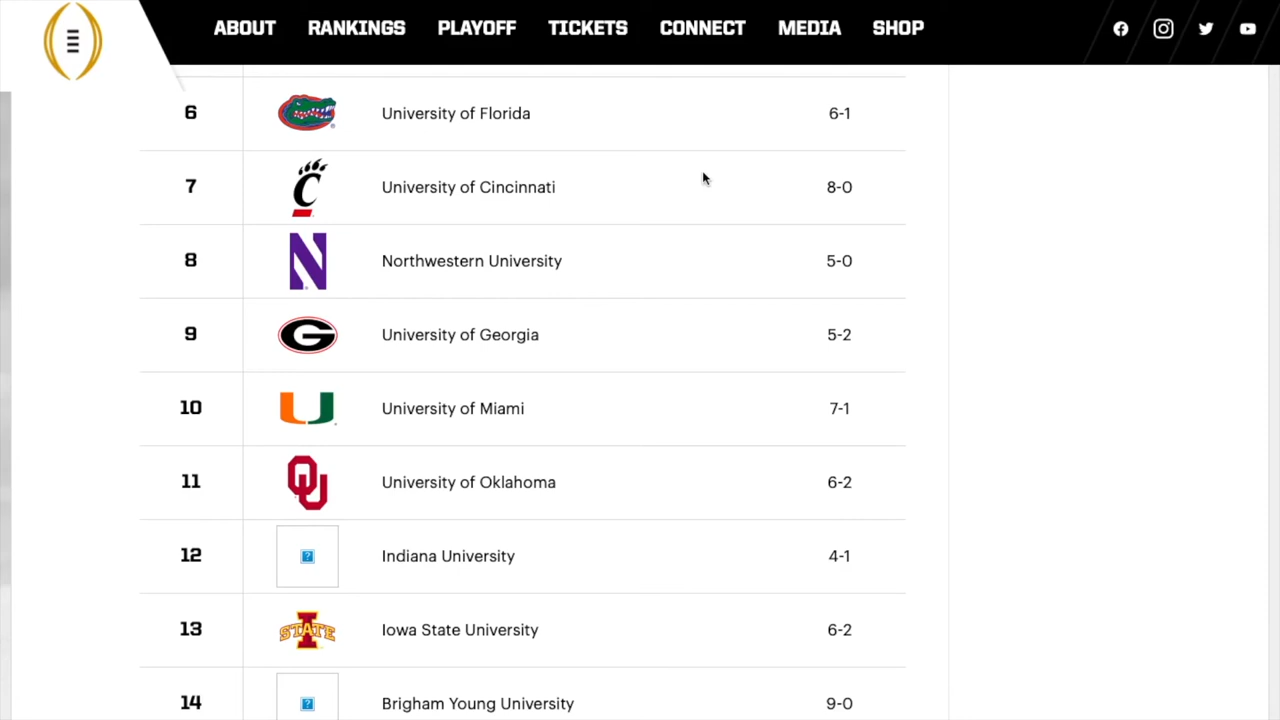 ABOUT RANKINGS PLAYOFF TICKETS CONNECT MEDIA SHOP
6 University of Florida 6-1
7 C University of Cincinnati 8-0
8 N Northwestern University 5-0
9 G University of Georgia 5-2
10 U University of Miami 7-1
11 OU University of Oklahoma 6-2
12 ? Indiana University 4-1
13 I STATE Iowa State University 6-2
14 ? Brigham Young University 9-0